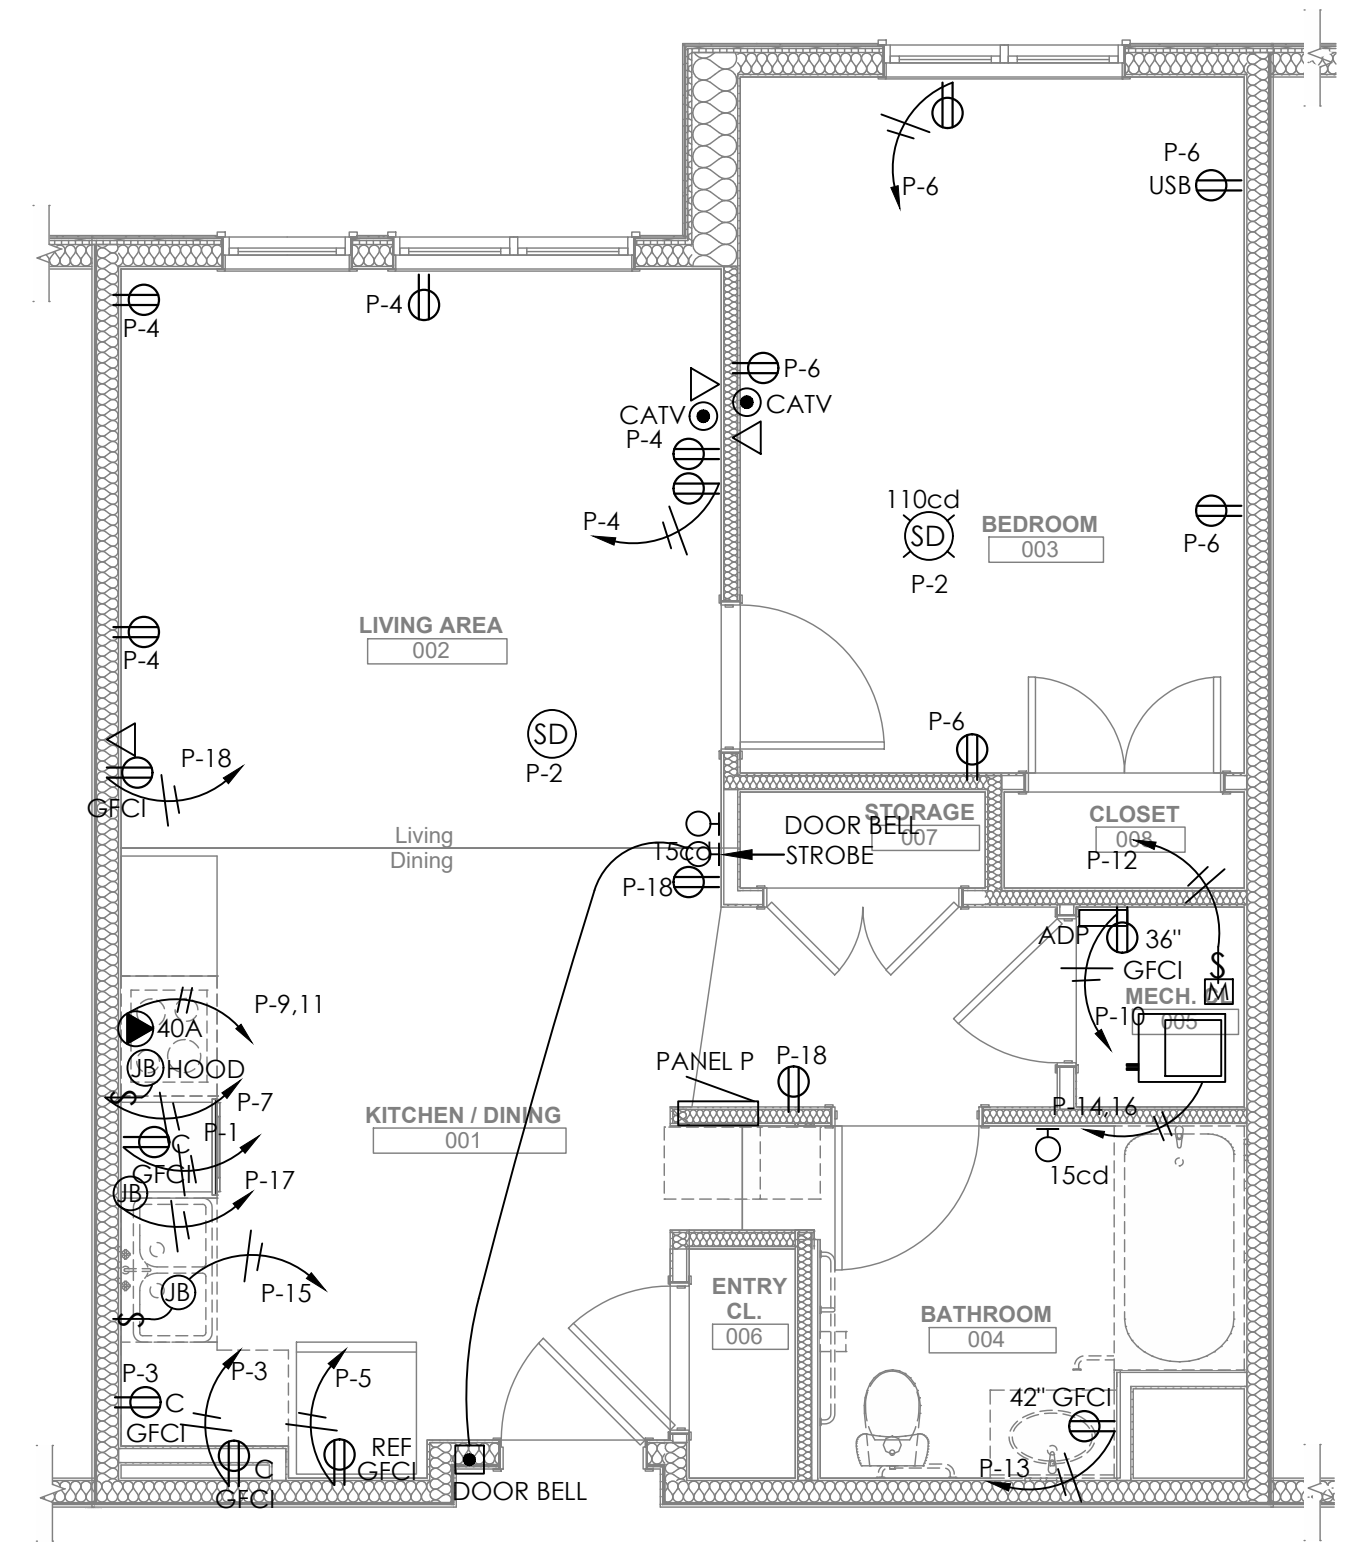 P-6
P-6
USB
P-4
P-4
P-6
CATV
CATV
P-4
110cd
SD
P-2
BEDROOM
003
P-4
P-6
LIVING AREA
002
P-4
P-6
SD
P-2
P-18
GFCI
STORAGE
007
DOOR BELL
STROBE
CLOSET
008
P-12
Living
Dining
15cd
P-18
ADP
36"
GFCI
S
M
MECH. CL
005
P-10
P-9,11
40A
JB
HOOD
S
P-7
PANEL P
P-18
P-14,16
KITCHEN / DINING
001
P-1
C
GFCI
JB
P-17
15cd
JB
P-15
S
ENTRY
CL.
006
BATHROOM
004
P-3
C
GFCI
P-3
P-5
42" GFCI
C
GFCI
REF
GFCI
P-13
DOOR BELL